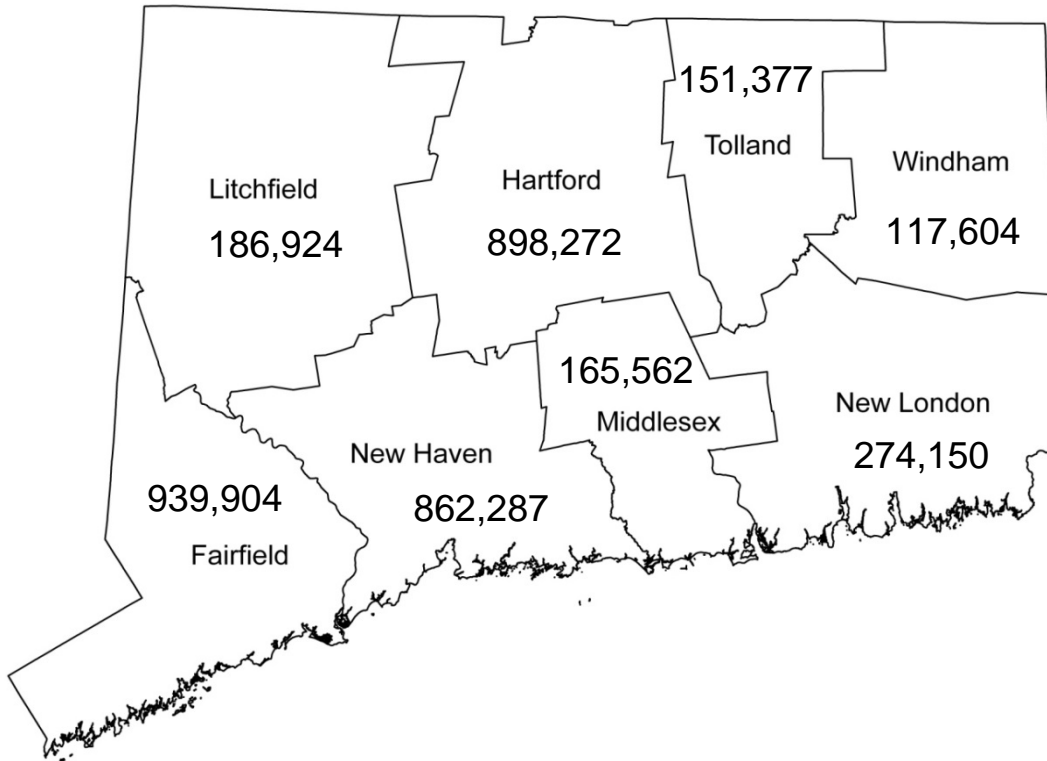 151,377
Tolland
Windham
117,604
Litchfield
186,924
Hartford
898,272
165,562
Middlesex
New London
274,150
New Haven
862,287
939,904
Fairfield